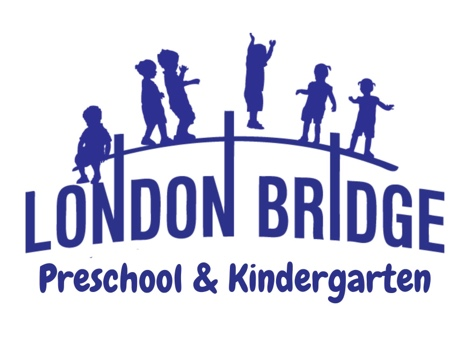 LONDON BRIDGE
Preschool & Kindergarten